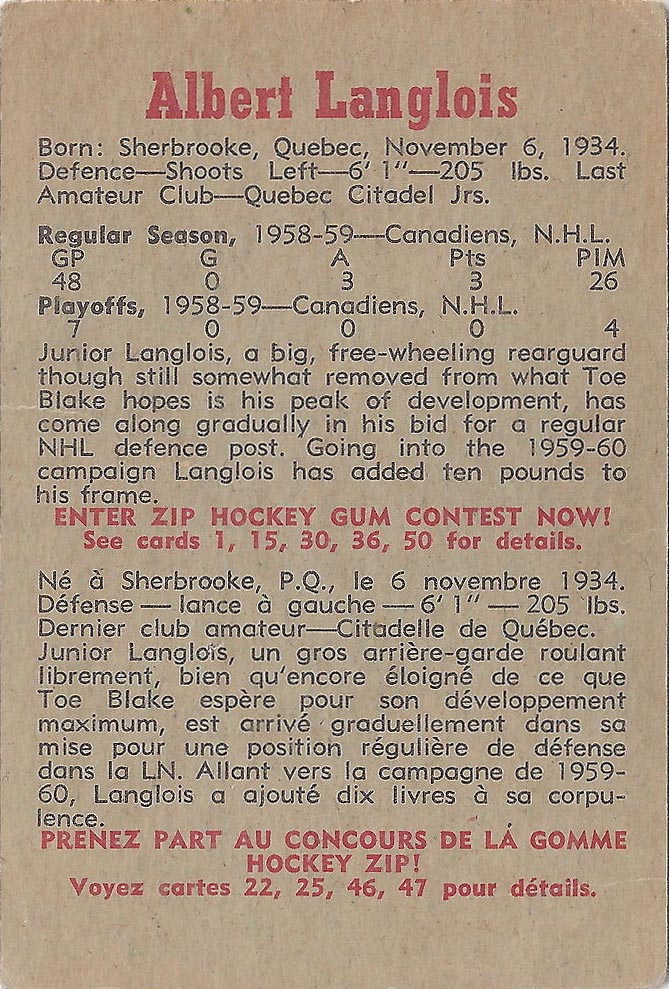 Albert Langlois
Born: Sherbrooke, Quebec, November 6, 1934.
Defence—Shoots Left—6' 1"—205 lbs. Last
Amateur Club—Quebec Citadel Jrs.
Regular Season, 1958-59—Canadiens, N.H.L.
GP G A Pts PIM
48 0 3 3 26
Playoffs, 1958-59—Canadiens, N.H.L.
7 0 0 0 4
Junior Langlois, a big, free-wheeling rearguard
though still somewhat removed from what Toe
Blake hopes is his peak of development, has
come along gradually in his bid for a regular
NHL defence post. Going into the 1959-60
campaign Langlois has added ten pounds to
his frame.
ENTER ZIP HOCKEY GUM CONTEST NOW!
See cards 1, 15, 30, 36, 50 for details.
Né à Sherbrooke, P.Q., le 6 novembre 1934.
Défense — lance à gauche — 6' 1" — 205 lbs.
Dernier club amateur—Citadelle de Québec.
Junior Langlois, un gros arrière-garde roulant
librement, bien qu'encore éloigné de ce que
Toe Blake espère pour son développement
maximum, est arrivé graduellement dans sa
mise pour une position régulière de défense
dans la LN. Allant vers la campagne de 1959-
60, Langlois a ajouté dix livres à sa corpu-
lence.
PRENEZ PART AU CONCOURS DE LA GOMME
HOCKEY ZIP!
Voyez cartes 22, 25, 46, 47 pour détails.